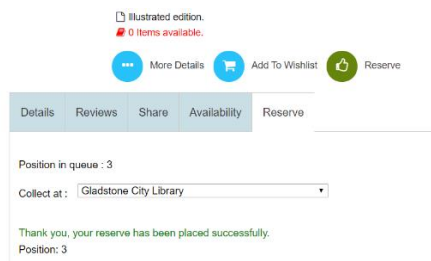 Illustrated edition.
0 Items available.
More Details Add To Wishlist Reserve
Details Reviews Share Availability Reserve
Position in queue : 3
Collect at : Gladstone City Library
Thank you, your reserve has been placed successfully.
Position: 3